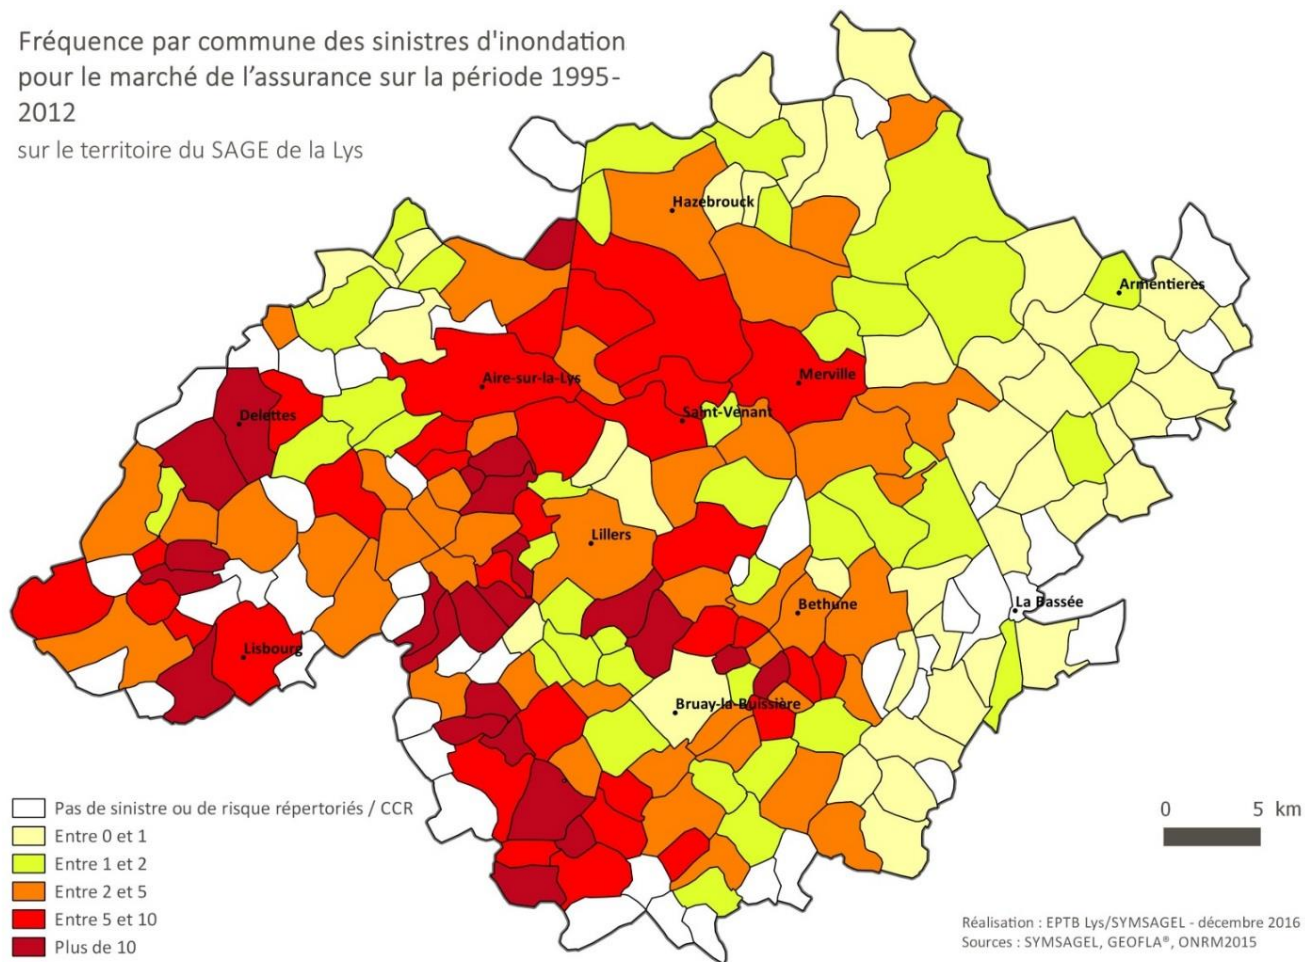 Fréquence par commune des sinistres d'inondation
pour le marché de l’assurance sur la période 1995-
2012
sur le territoire du SAGE de la Lys
Hazebrouck
Armentieres
Aire-sur-la-Lys
Merville
Delettes
Saint-Venant
Lillers
Bethune
La Bassée
Lisbourg
Bruay-la-Buissière
Pas de sinistre ou de risque répertoriés / CCR
Entre 0 et 1
Entre 1 et 2
Entre 2 et 5
Entre 5 et 10
Plus de 10
0 5 km
Réalisation : EPTB Lys/SYMSAGEL - décembre 2016
Sources : SYMSAGEL, GEOFLA®, ONRM2015